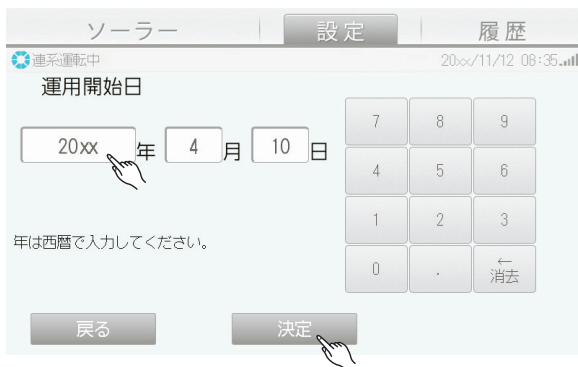 ソーラー 設定 履歴
連系運転中 20xx/11/12 08:35
運用開始日
20xx 年 4 月 10 日
年は西暦で入力してください。
7 8 9
4 5 6
1 2 3
0 . ←
消去
戻る 決定